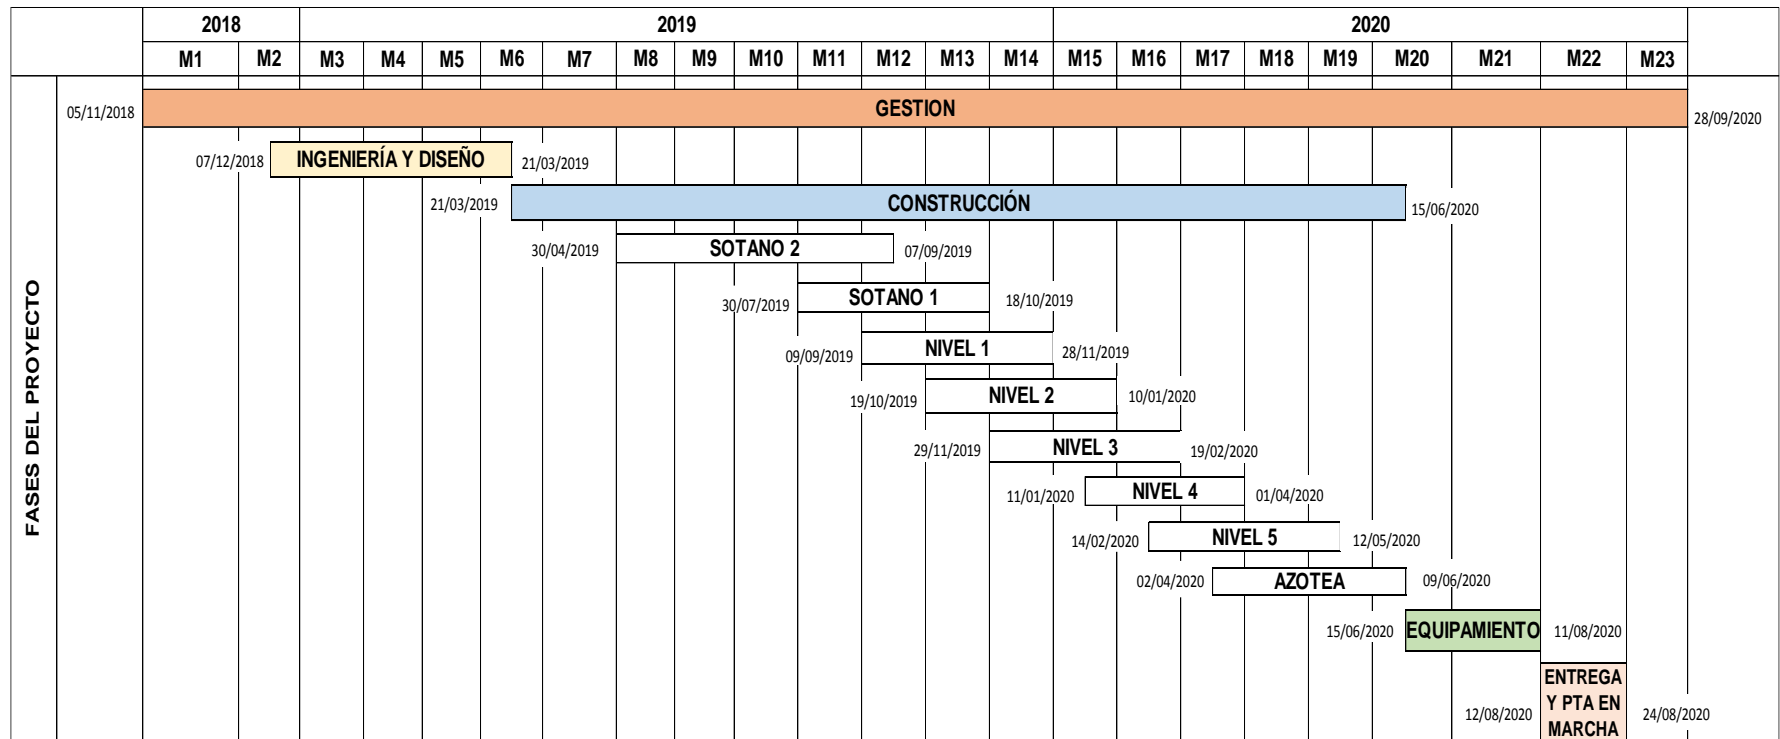 2018 2019 2020
M1 M2 M3 M4 M5 M6 M7 M8 M9 M10 M11 M12 M13 M14 M15 M16 M17 M18 M19 M20 M21 M22 M23
FASES DEL PROYECTO
05/11/2018 GESTION 28/09/2020
07/12/2018 INGENIERÍA Y DISEÑO 21/03/2019
21/03/2019 CONSTRUCCIÓN 15/06/2020
30/04/2019 SOTANO 2 07/09/2019
30/07/2019 SOTANO 1 18/10/2019
09/09/2019 NIVEL 1 28/11/2019
19/10/2019 NIVEL 2 10/01/2020
29/11/2019 NIVEL 3 19/02/2020
11/01/2020 NIVEL 4 01/04/2020
14/02/2020 NIVEL 5 12/05/2020
02/04/2020 AZOTEA 09/06/2020
15/06/2020 EQUIPAMIENTO 11/08/2020
ENTREGA
Y PTA EN
12/08/2020 MARCHA 24/08/2020